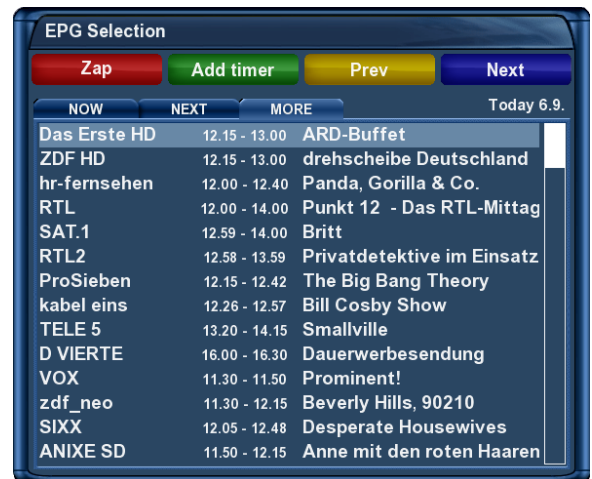 EPG Selection
Zap Add timer Prev Next
NOW NEXT MORE Today 6.9.
Das Erste HD 12.15 - 13.00 ARD-Buffet
ZDF HD 12.15 - 13.00 drehscheibe Deutschland
hr-fernsehen 12.00 - 12.40 Panda, Gorilla & Co.
RTL 12.00 - 14.00 Punkt 12 - Das RTL-Mittag
SAT.1 12.59 - 14.00 Britt
RTL2 12.58 - 13.59 Privatdetektive im Einsatz
ProSieben 12.15 - 12.42 The Big Bang Theory
kabel eins 12.26 - 12.57 Bill Cosby Show
TELE 5 13.20 - 14.15 Smallville
D VIERTE 16.00 - 16.30 Dauerwerbesendung
VOX 11.30 - 11.50 Prominent!
zdf_neo 11.30 - 12.15 Beverly Hills, 90210
SIXX 12.05 - 12.48 Desperate Housewives
ANIXE SD 11.50 - 12.15 Anne mit den roten Haaren